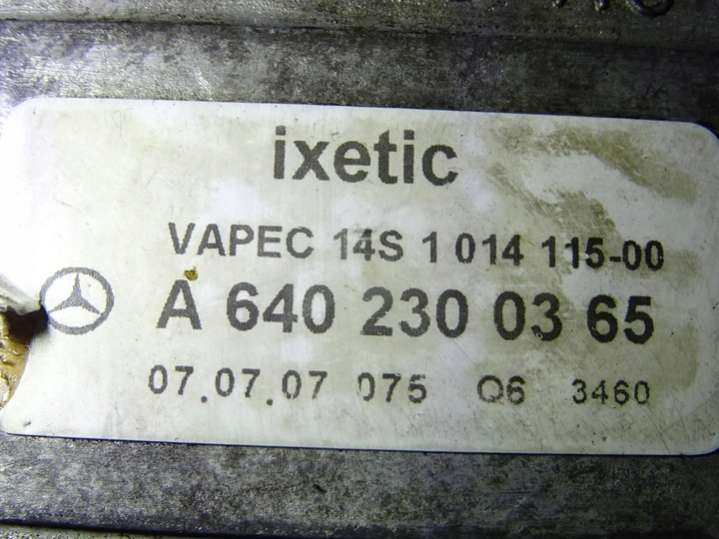 ixetic
VAPEC 14S 1 014 115-00
A 640 230 03 65
07.07.07 075 Q6 3460